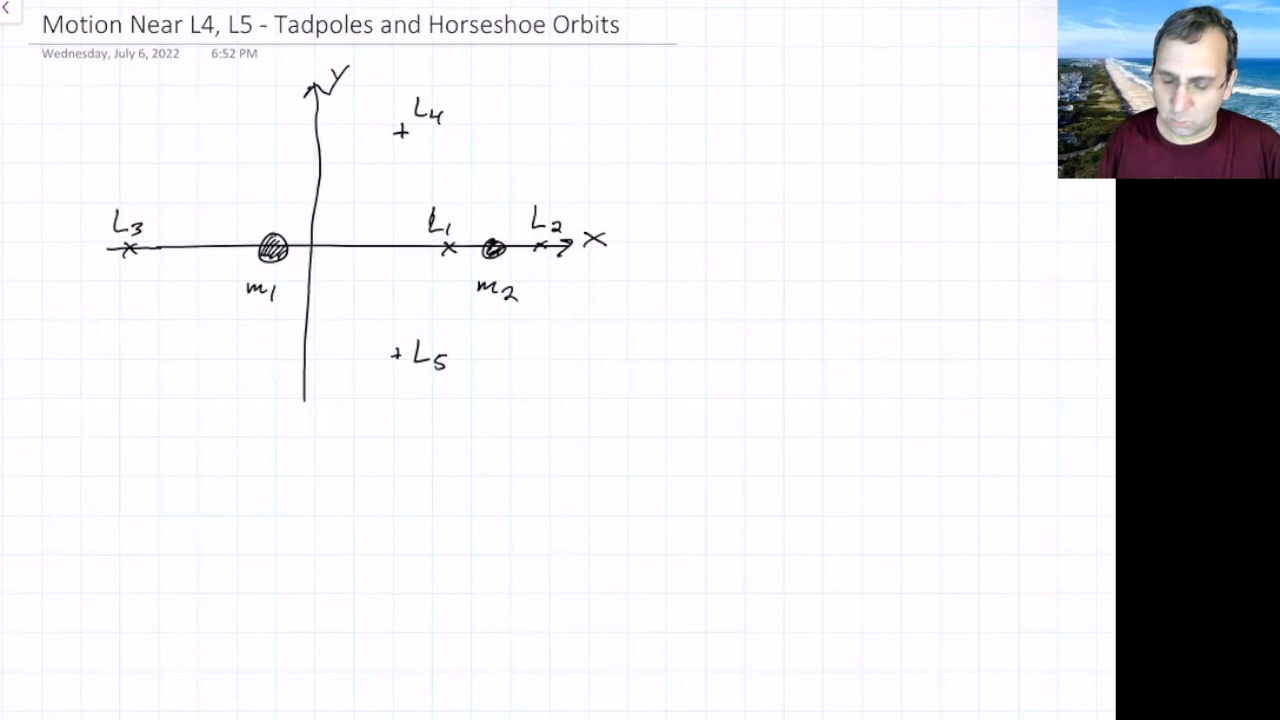 Motion Near L4, L5 - Tadpoles and Horseshoe Orbits
Wednesday, July 6, 2022 6:52 PM
y
L4
L3
L1
L2
x
m1
m2
L5